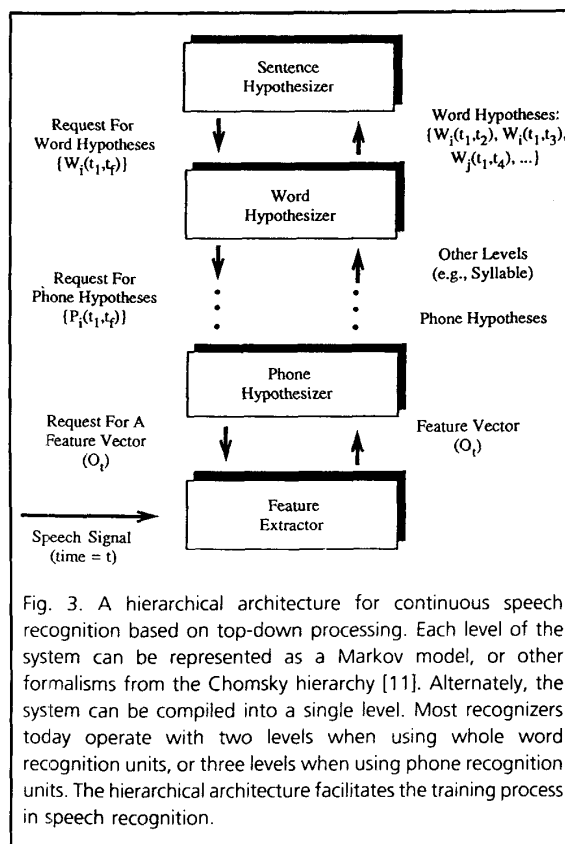 Sentence
Hypothesizer
Request For
Word Hypotheses
{W_i(t_1,t_f)}
Word Hypotheses:
{W_i(t_1,t_2), W_i(t_1,t_3),
W_j(t_1,t_4), ...}
Word
Hypothesizer
Request For
Phone Hypotheses
{P_i(t_1,t_f)}
Other Levels
(e.g., Syllable)
Phone Hypotheses
Phone
Hypothesizer
Request For A
Feature Vector
(O_t)
Feature Vector
(O_t)
Feature
Extractor
Speech Signal
(time = t)
Fig. 3. A hierarchical architecture for continuous speech
recognition based on top-down processing. Each level of the
system can be represented as a Markov model, or other
formalisms from the Chomsky hierarchy [11]. Alternately, the
system can be compiled into a single level. Most recognizers
today operate with two levels when using whole word
recognition units, or three levels when using phone recognition
units. The hierarchical architecture facilitates the training process
in speech recognition.